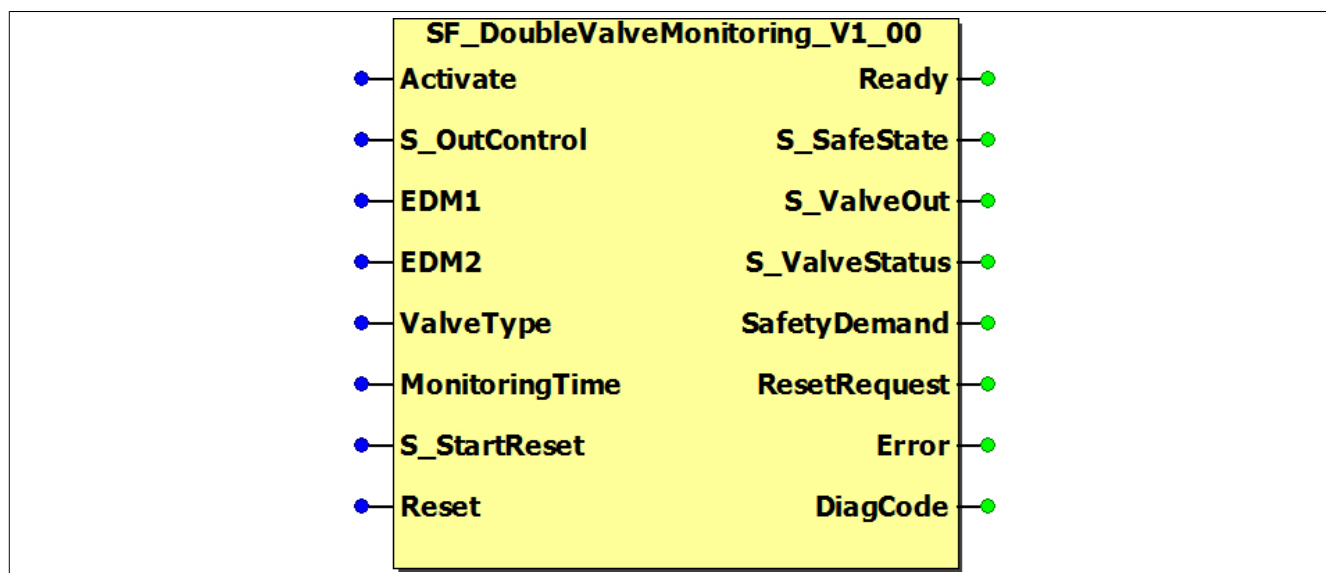 SF_DoubleValveMonitoring_V1_00
Activate Ready
S_OutControl S_SafeState
EDM1 S_ValveOut
EDM2 S_ValveStatus
ValveType SafetyDemand
MonitoringTime ResetRequest
S_StartReset Error
Reset DiagCode